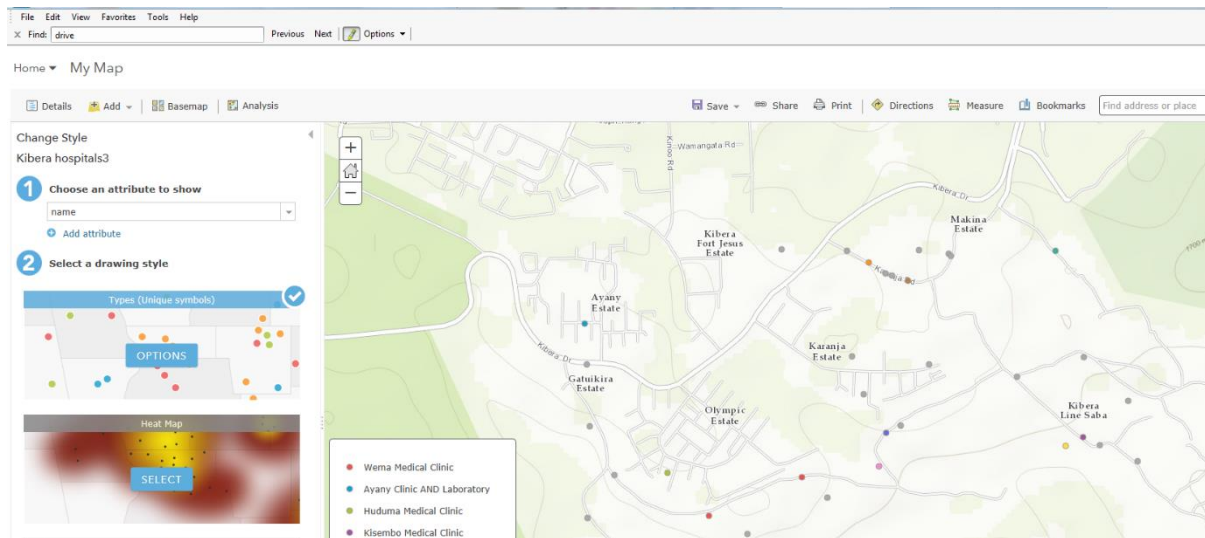 File Edit View Favorites Tools Help
X Find: drive Previous Next Options
Home My Map
Details Add Basemap Analysis Save Share Print Directions Measure Bookmarks Find address or place
Change Style
Kibera hospitals3
1 Choose an attribute to show
name
Add attribute
2 Select a drawing style
Types (Unique symbols)
OPTIONS
Heat Map
SELECT
+
−
Kinoo Rd
Wamangata Rd
Kibera Dr
Makina
Estate
Kibera
Fort Jesus
Estate
Ayany
Estate
Kibera Dr
Karanja
Estate
Gatuikira
Estate
Olympic
Estate
Kibera
Line Saba
Wema Medical Clinic
Ayany Clinic AND Laboratory
Huduma Medical Clinic
Kisembo Medical Clinic